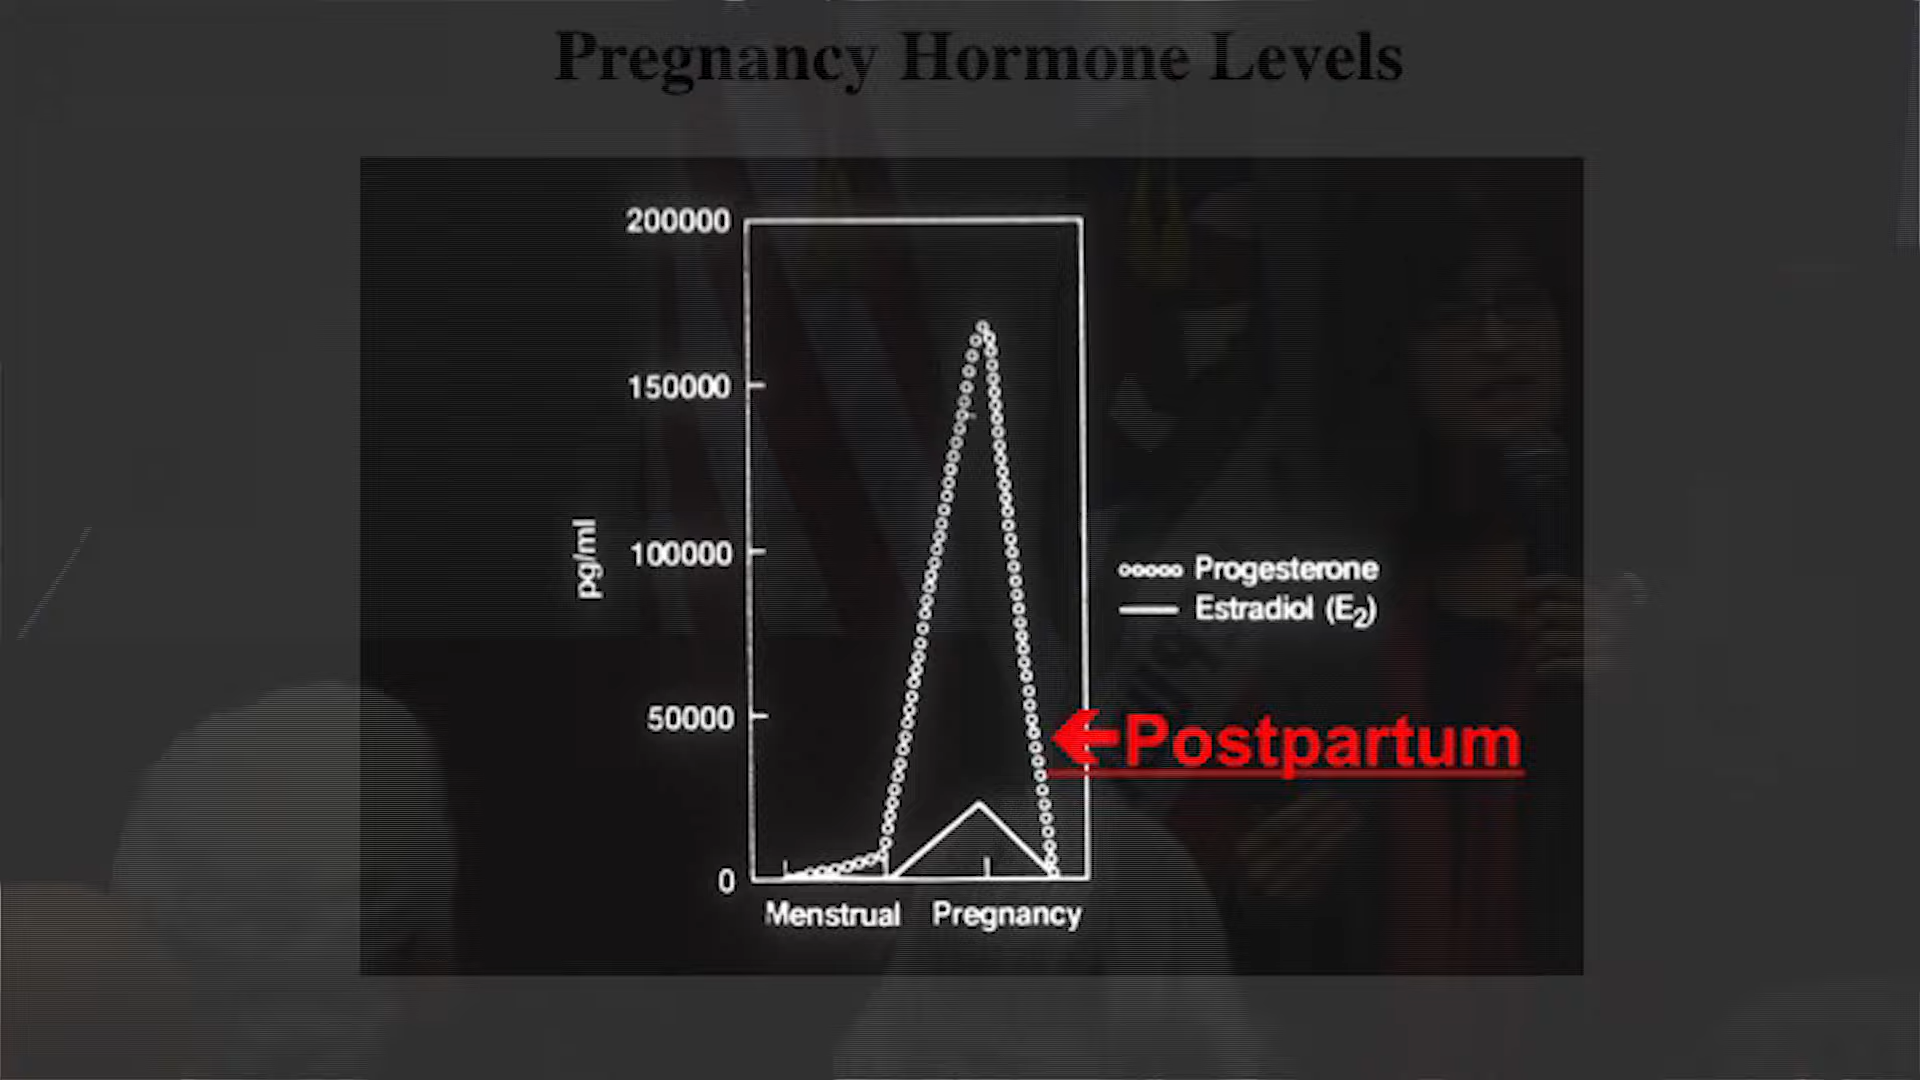 Pregnancy Hormone Levels
200000
150000
100000
50000
0
pg/ml
Progesterone
Estradiol (E₂)
Postpartum
Menstrual Pregnancy